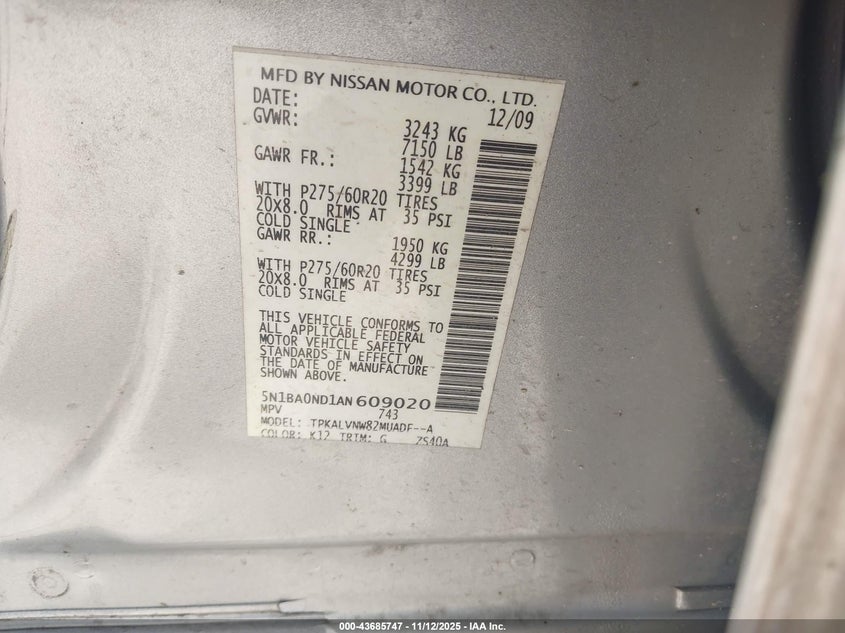 MFD BY NISSAN MOTOR CO., LTD.
DATE: 12/09
GVWR: 3243 KG
7150 LB
GAWR FR.: 1542 KG
3399 LB
WITH P275/60R20 TIRES
20X8.0 RIMS AT 35 PSI
COLD SINGLE
GAWR RR.: 1950 KG
4299 LB
WITH P275/60R20 TIRES
20X8.0 RIMS AT 35 PSI
COLD SINGLE
THIS VEHICLE CONFORMS TO
ALL APPLICABLE FEDERAL
MOTOR VEHICLE SAFETY
STANDARDS IN EFFECT ON
THE DATE OF MANUFACTURE
SHOWN ABOVE.
5N1BA0ND1AN609020
MPV 743
MODEL: TPKALVNW82MUADF--A
COLOR: K12 TRIM: G ZS40A
000-43685747 - 11/12/2025 - IAA Inc.